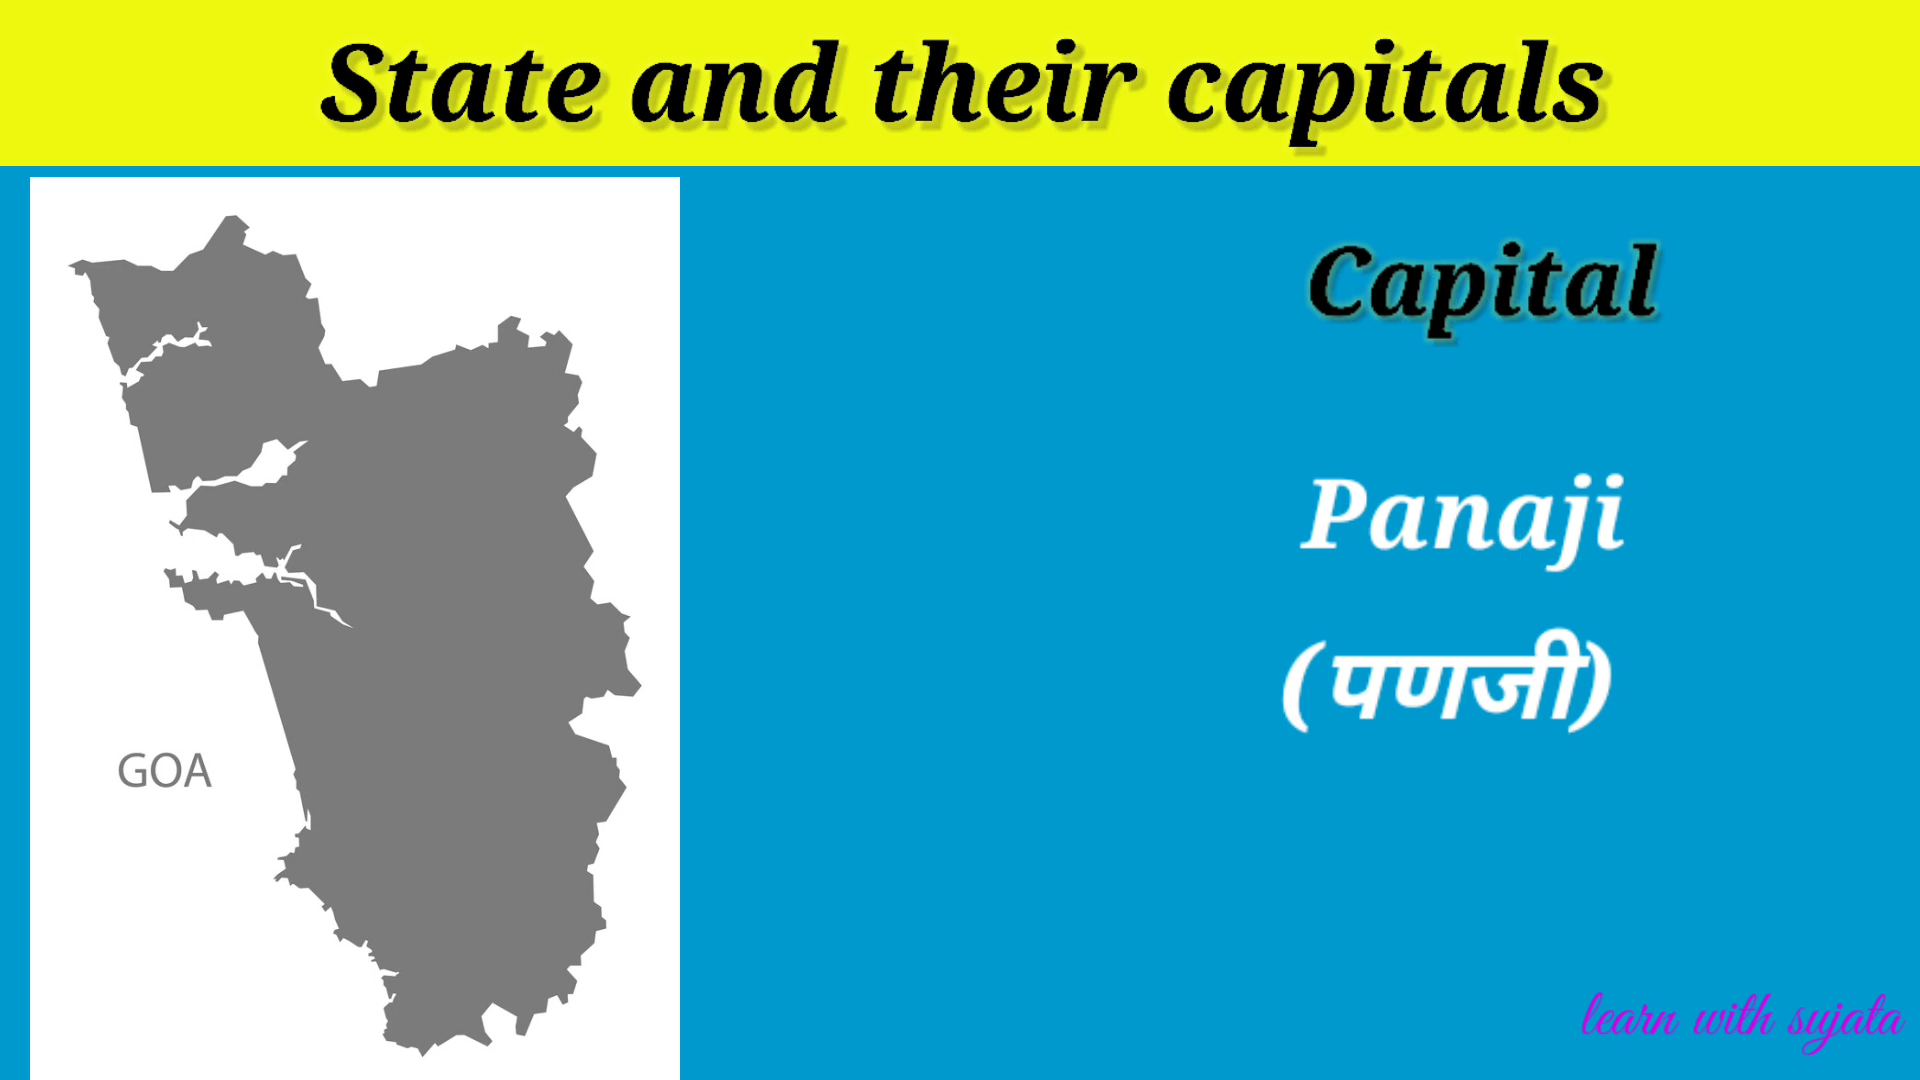 State and their capitals
Capital
Panaji
(पणजी)
GOA
learn with sujata